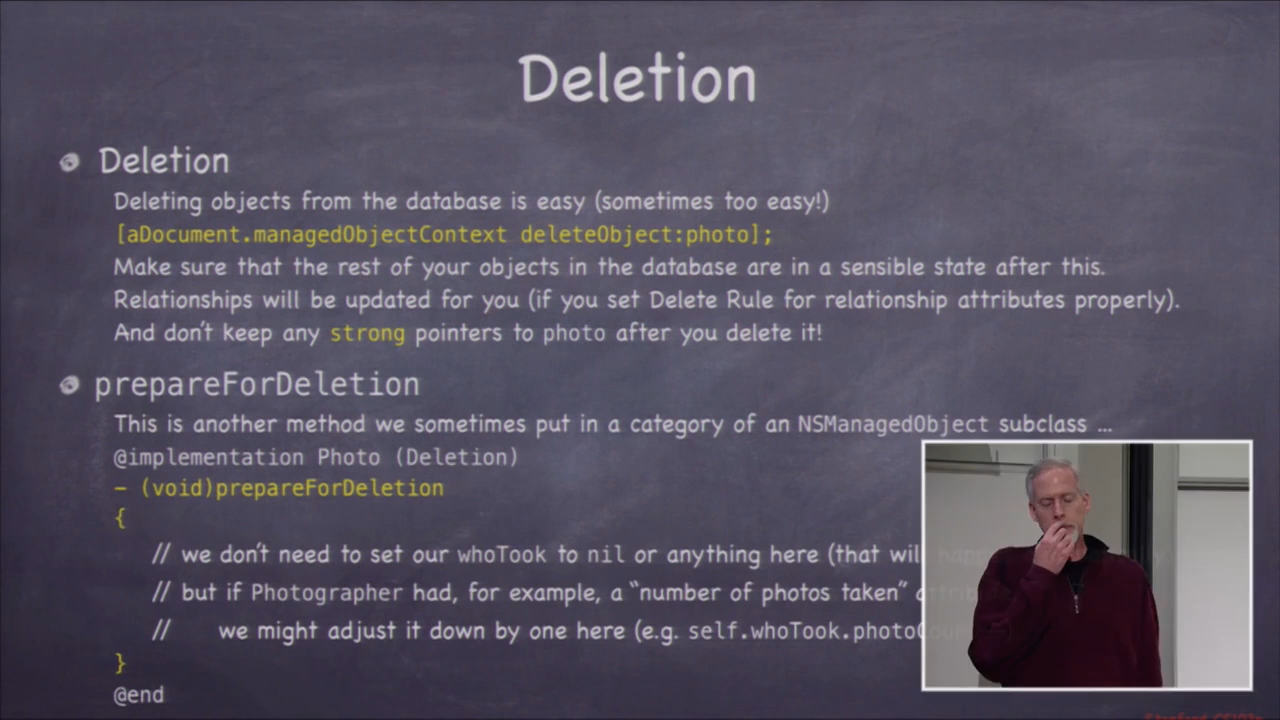 Deletion
Deletion
Deleting objects from the database is easy (sometimes too easy!)
[aDocument.managedObjectContext deleteObject:photo];
Make sure that the rest of your objects in the database are in a sensible state after this.
Relationships will be updated for you (if you set Delete Rule for relationship attributes properly).
And don't keep any strong pointers to photo after you delete it!
prepareForDeletion
This is another method we sometimes put in a category of an NSManagedObject subclass ...
@implementation Photo (Deletion)
- (void)prepareForDeletion
{
// we don't need to set our whoTook to nil or anything here (that will
// but if Photographer had, for example, a "number of photos taken"
// we might adjust it down by one here (e.g. self.whoTook.photoCoun
}
@end